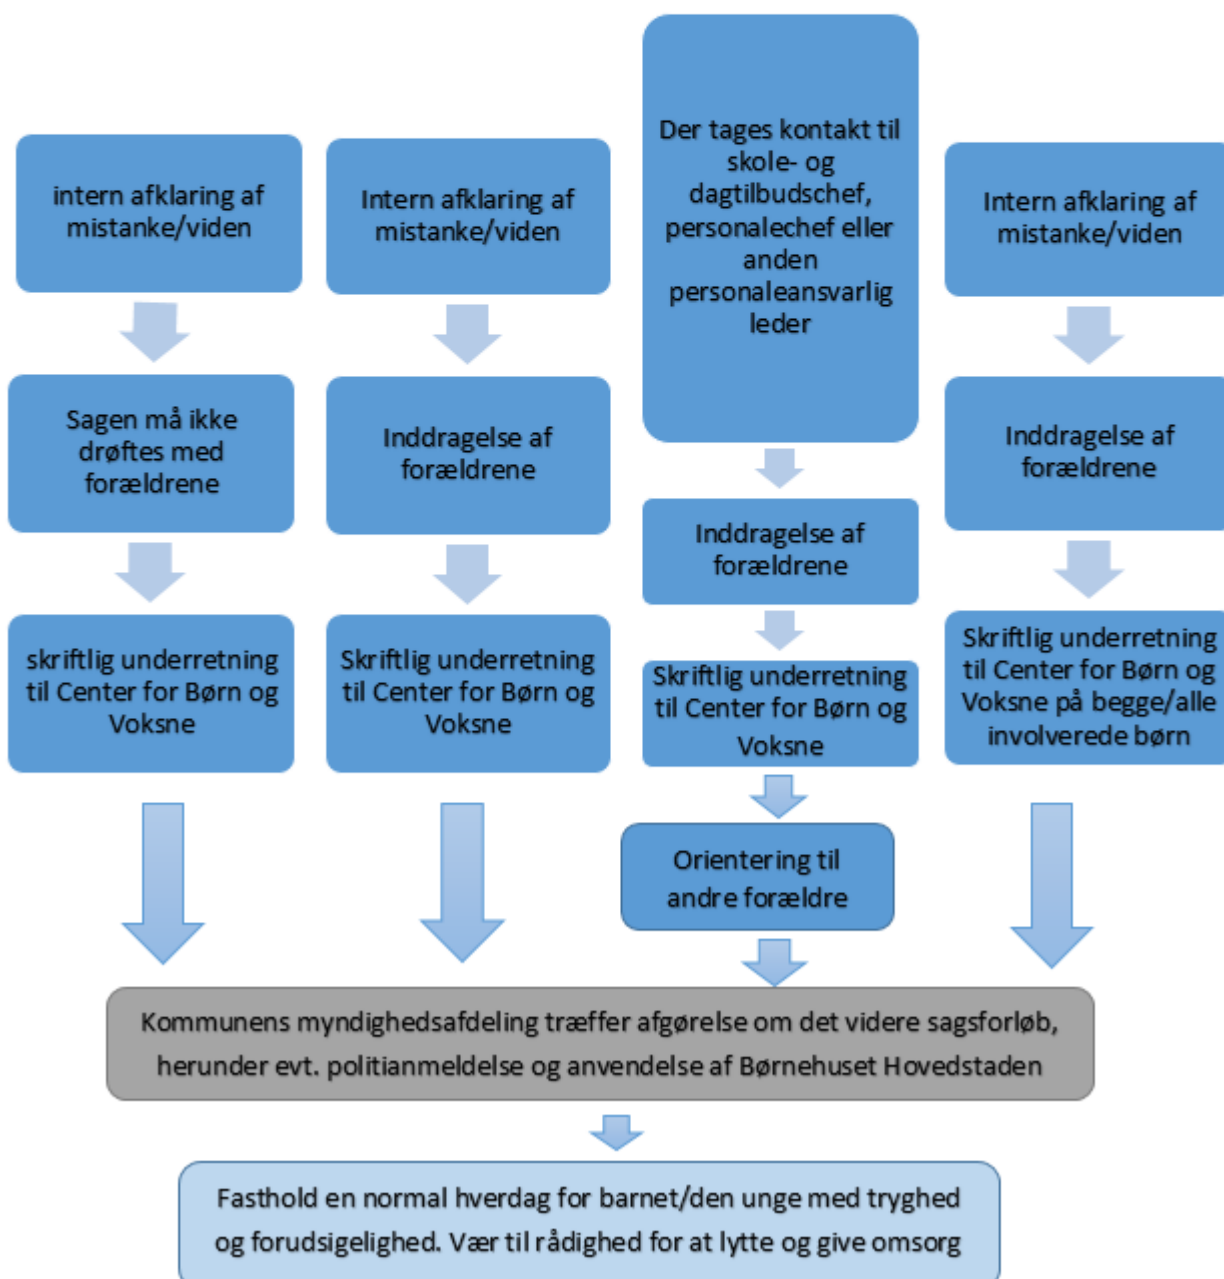 intern afklaring af
mistanke/viden
Sagen må ikke
drøftes med
forældrene
skriftlig underretning
til Center for Børn og
Voksne
Intern afklaring af
mistanke/viden
Inddragelse af
forældrene
Skriftlig underretning
til Center for Børn og
Voksne
Der tages kontakt til
skole- og
dagtilbudschef,
personalechef eller
anden
personaleansvarlig
leder
Inddragelse af
forældrene
Skriftlig underretning
til Center for Børn og
Voksne
Orientering til
andre forældre
Intern afklaring af
mistanke/viden
Inddragelse af
forældrene
Skriftlig underretning
til Center for Børn og
Voksne på begge/alle
involverede børn
Kommunens myndighedsafdeling træffer afgørelse om det videre sagsforløb,
herunder evt. politianmeldelse og anvendelse af Børnehuset Hovedstaden
Fasthold en normal hverdag for barnet/den unge med tryghed
og forudsigelighed. Vær til rådighed for at lytte og give omsorg